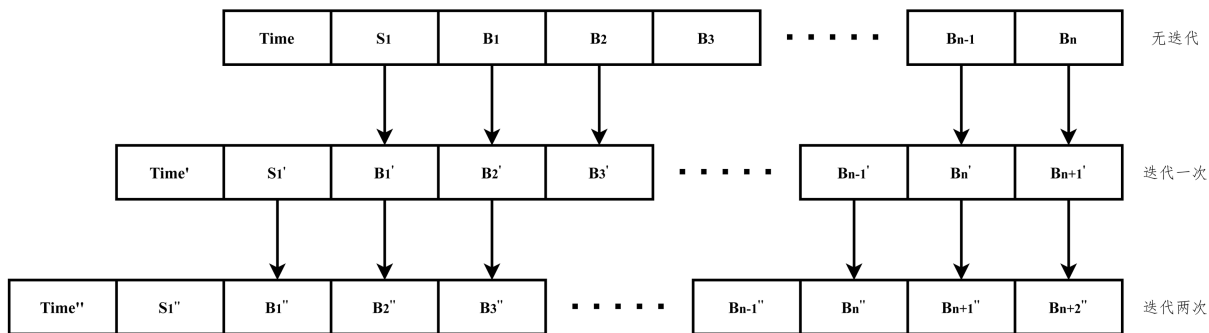 Time S1 B1 B2 B3 ····· Bn-1 Bn 无迭代
Time' S1' B1' B2' B3' ····· Bn-1' Bn' Bn+1' 迭代一次
Time'' S1'' B1'' B2'' B3'' ····· Bn-1'' Bn'' Bn+1'' Bn+2'' 迭代两次